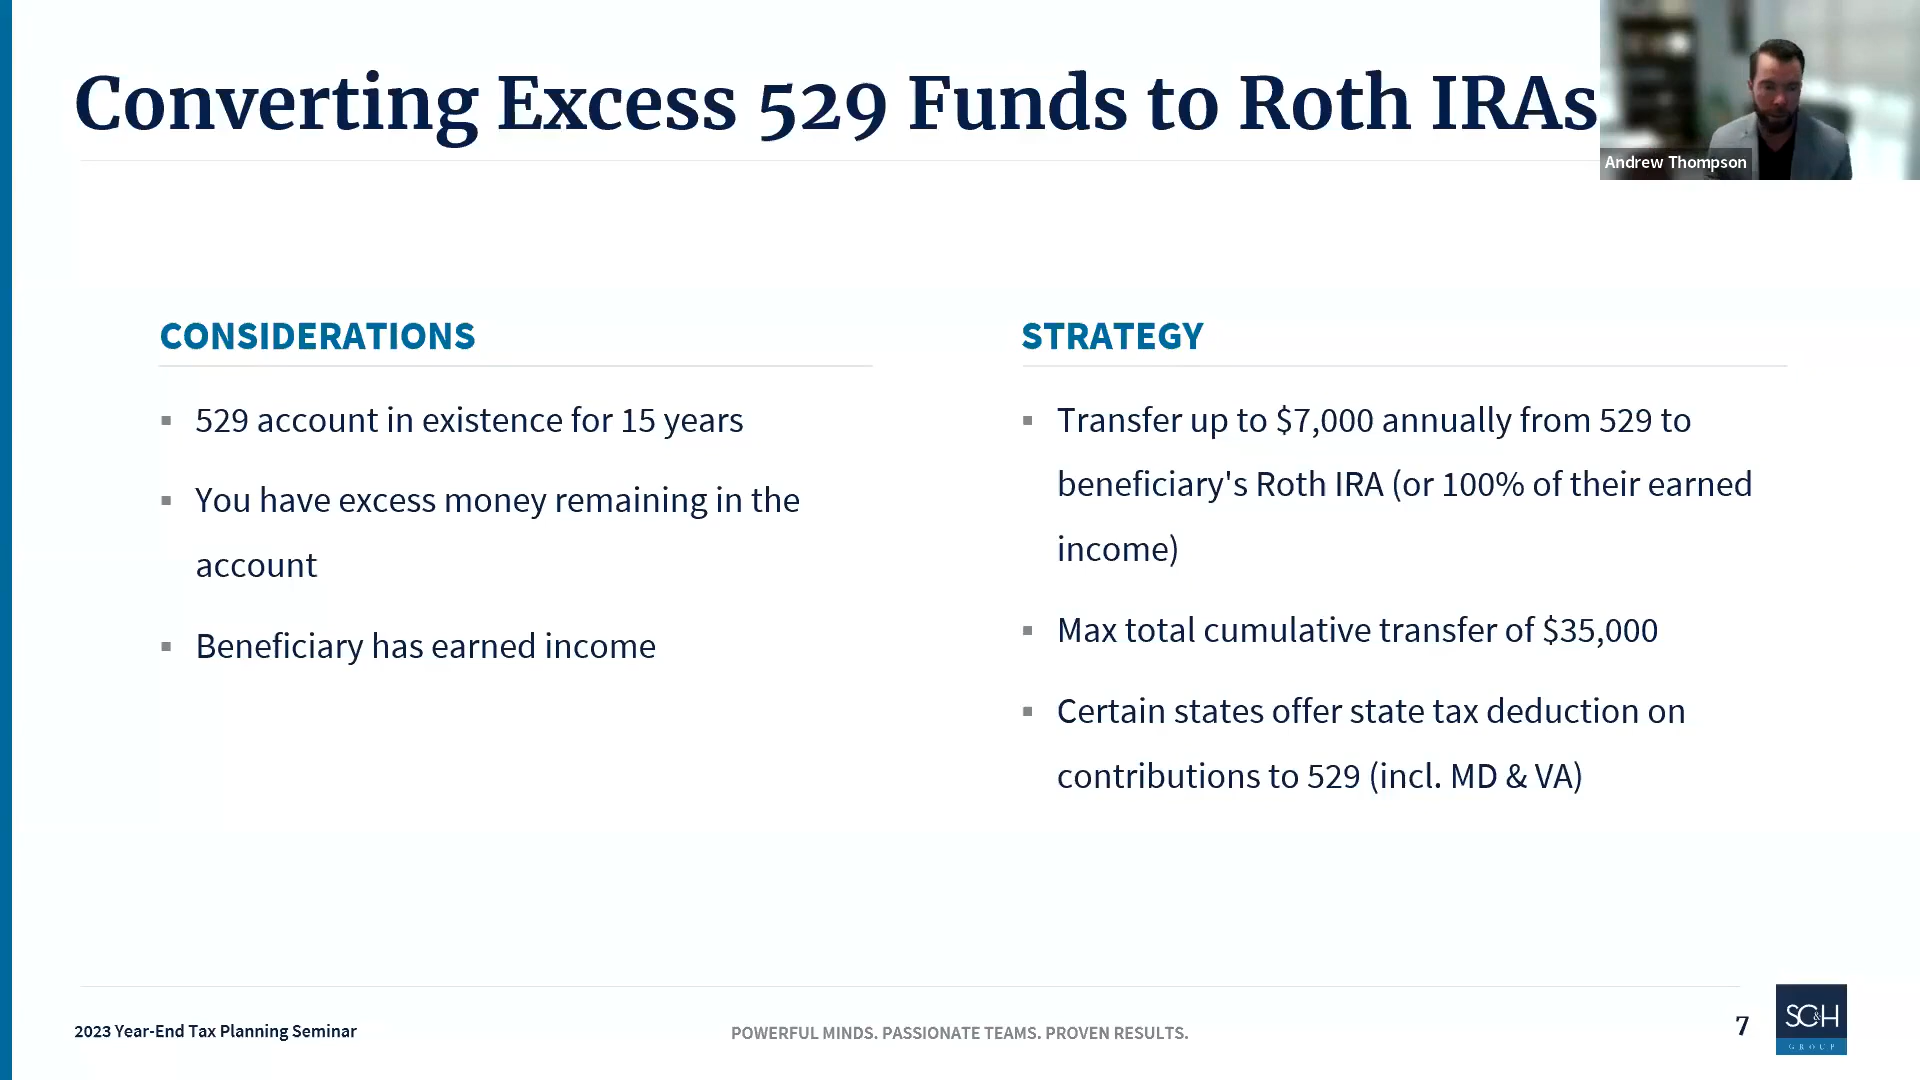 Converting Excess 529 Funds to Roth IRAs
Andrew Thompson
CONSIDERATIONS
▪ 529 account in existence for 15 years
▪ You have excess money remaining in the
account
▪ Beneficiary has earned income
STRATEGY
▪ Transfer up to $7,000 annually from 529 to
beneficiary's Roth IRA (or 100% of their earned
income)
▪ Max total cumulative transfer of $35,000
▪ Certain states offer state tax deduction on
contributions to 529 (incl. MD & VA)
2023 Year-End Tax Planning Seminar
POWERFUL MINDS. PASSIONATE TEAMS. PROVEN RESULTS.
7
SC&H
GROUP